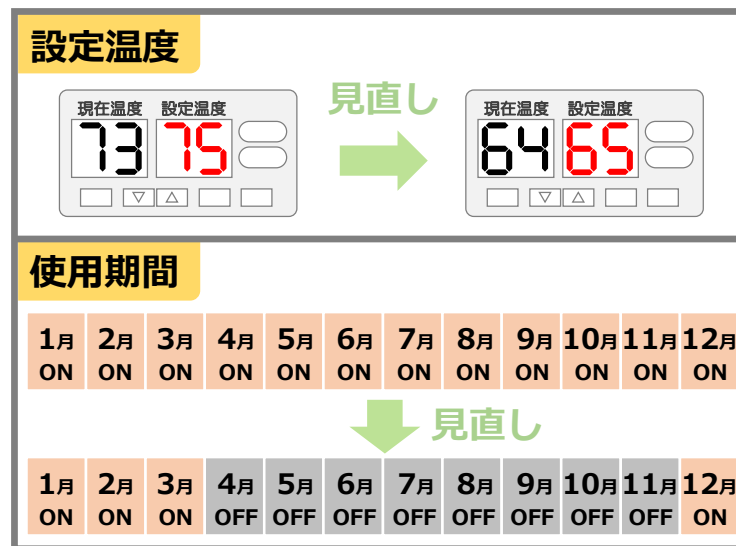 設定温度
現在温度 設定温度
73 75
見直し
現在温度 設定温度
64 65
使用期間
1月 2月 3月 4月 5月 6月 7月 8月 9月 10月 11月 12月
ON ON ON ON ON ON ON ON ON ON ON ON
見直し
1月 2月 3月 4月 5月 6月 7月 8月 9月 10月 11月 12月
ON ON ON OFF OFF OFF OFF OFF OFF OFF OFF ON